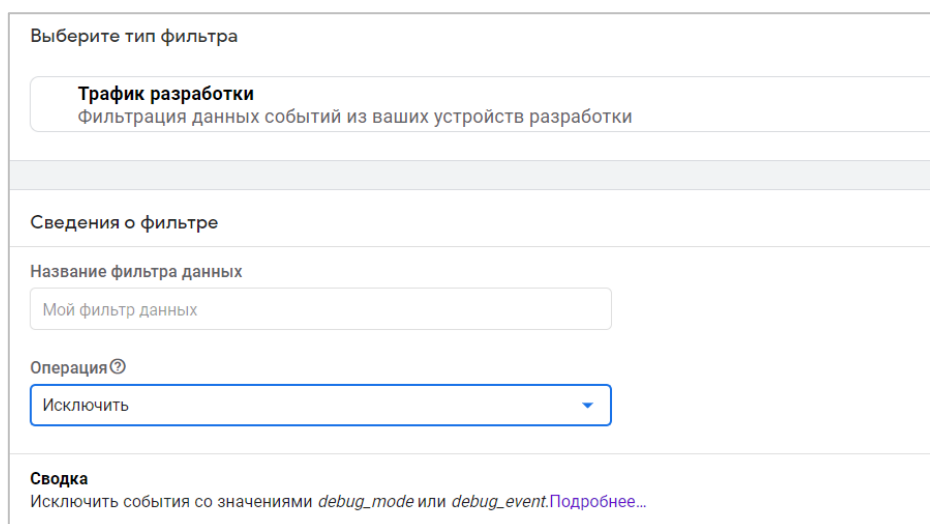 Выберите тип фильтра
Трафик разработки
Фильтрация данных событий из ваших устройств разработки
Сведения о фильтре
Название фильтра данных
Мой фильтр данных
Операция
Исключить
Сводка
Исключить события со значениями debug_mode или debug_event.Подробнее...